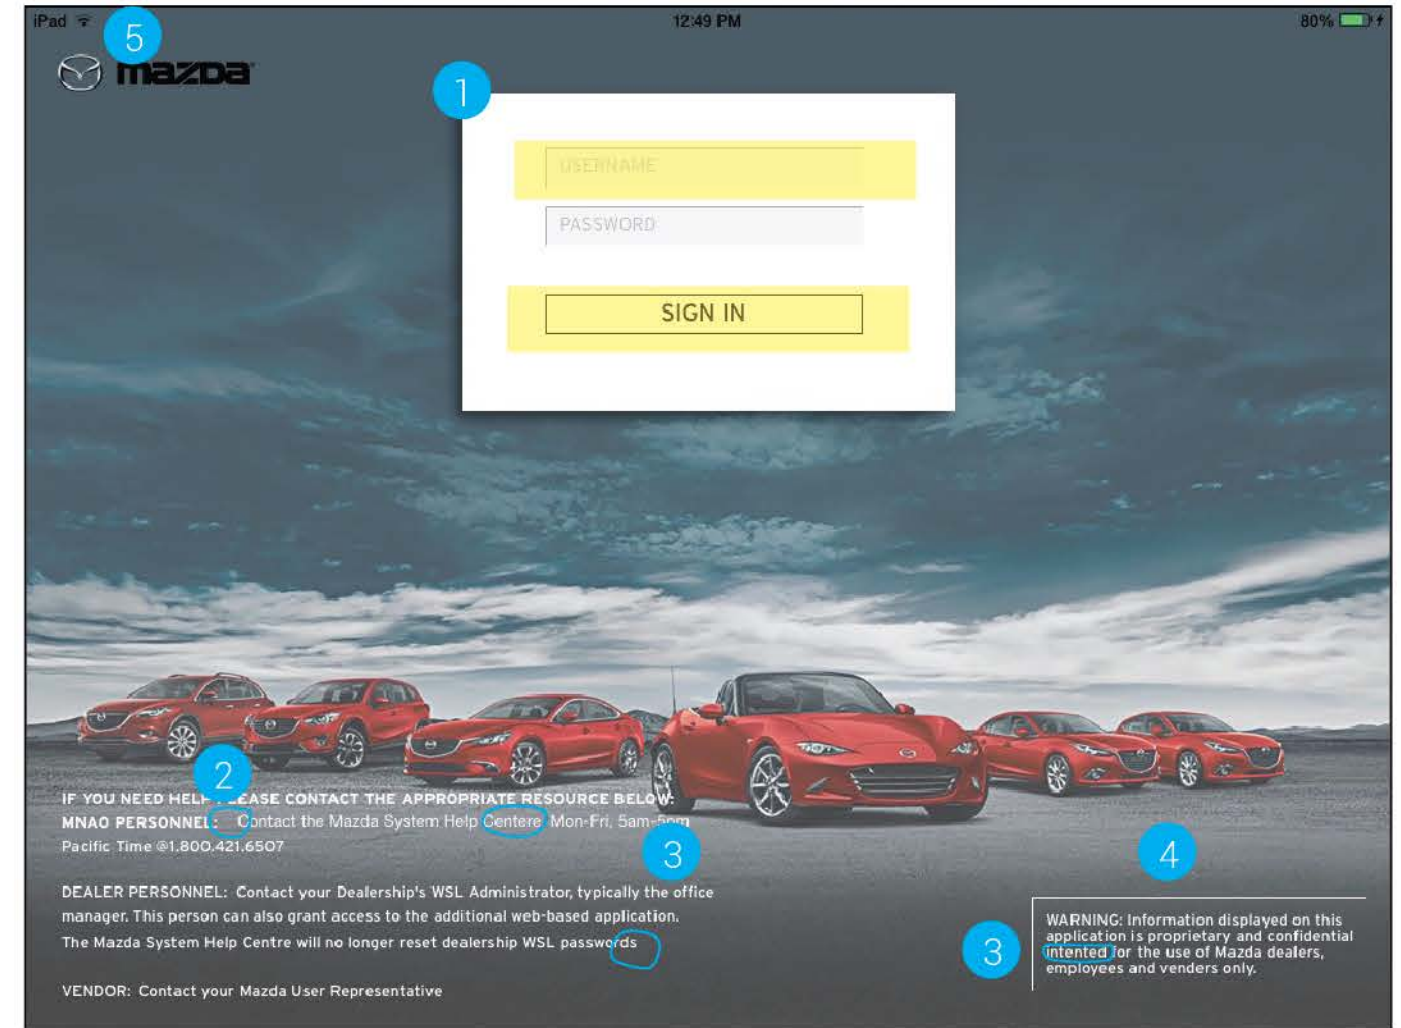 iPad 12:49 PM 80%
5
mazda
1
USERNAME
PASSWORD
SIGN IN
2
IF YOU NEED HELP PLEASE CONTACT THE APPROPRIATE RESOURCE BELOW:
MNAO PERSONNEL: Contact the Mazda System Help Centere Mon-Fri, 5am-5pm
Pacific Time @1.800.421.6507
3
DEALER PERSONNEL: Contact your Dealership's WSL Administrator, typically the office
manager. This person can also grant access to the additional web-based application.
The Mazda System Help Centre will no longer reset dealership WSL passwords
VENDOR: Contact your Mazda User Representative
4
3
WARNING: Information displayed on this
application is proprietary and confidential
intented for the use of Mazda dealers,
employees and venders only.